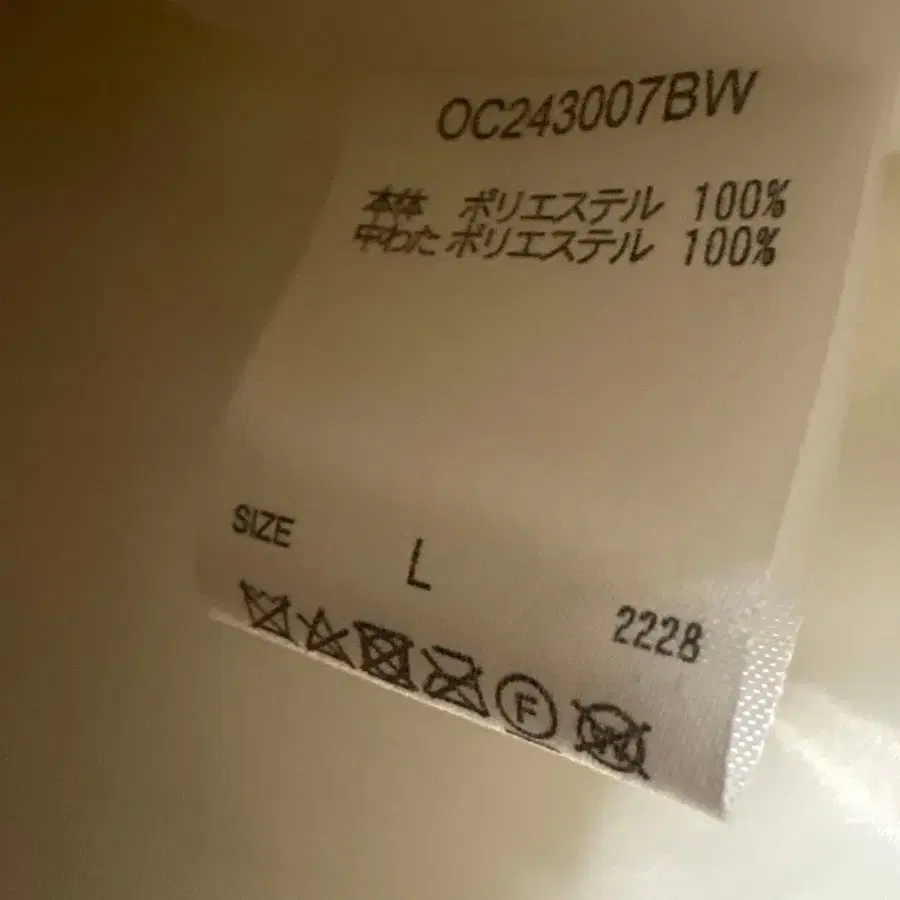 OC243007BW
本体 ポリエステル 100%
中わた ポリエステル 100%
SIZE L
2228
F
W